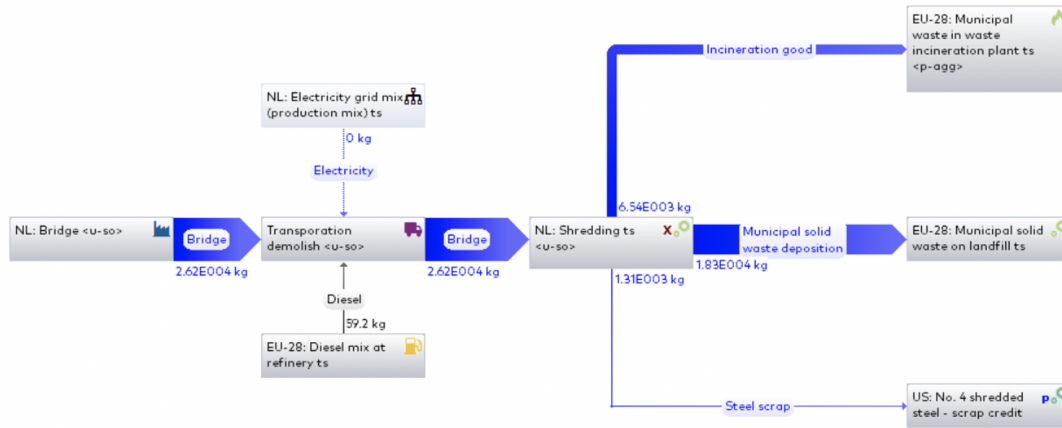 EU-28: Municipal
waste in waste
incineration plant ts
<p-agg>
Incineration good
NL: Electricity grid mix
(production mix) ts
0 kg
Electricity
6.54E003 kg
NL: Bridge <u-so>
Bridge
2.62E004 kg
Transporation
demolish <u-so>
Bridge
2.62E004 kg
NL: Shredding ts
<u-so>
X
Municipal solid
waste deposition
1.83E004 kg
EU-28: Municipal solid
waste on landfill ts
1.31E003 kg
Diesel
59.2 kg
EU-28: Diesel mix at
refinery ts
Steel scrap
US: No. 4 shredded
steel - scrap credit
p